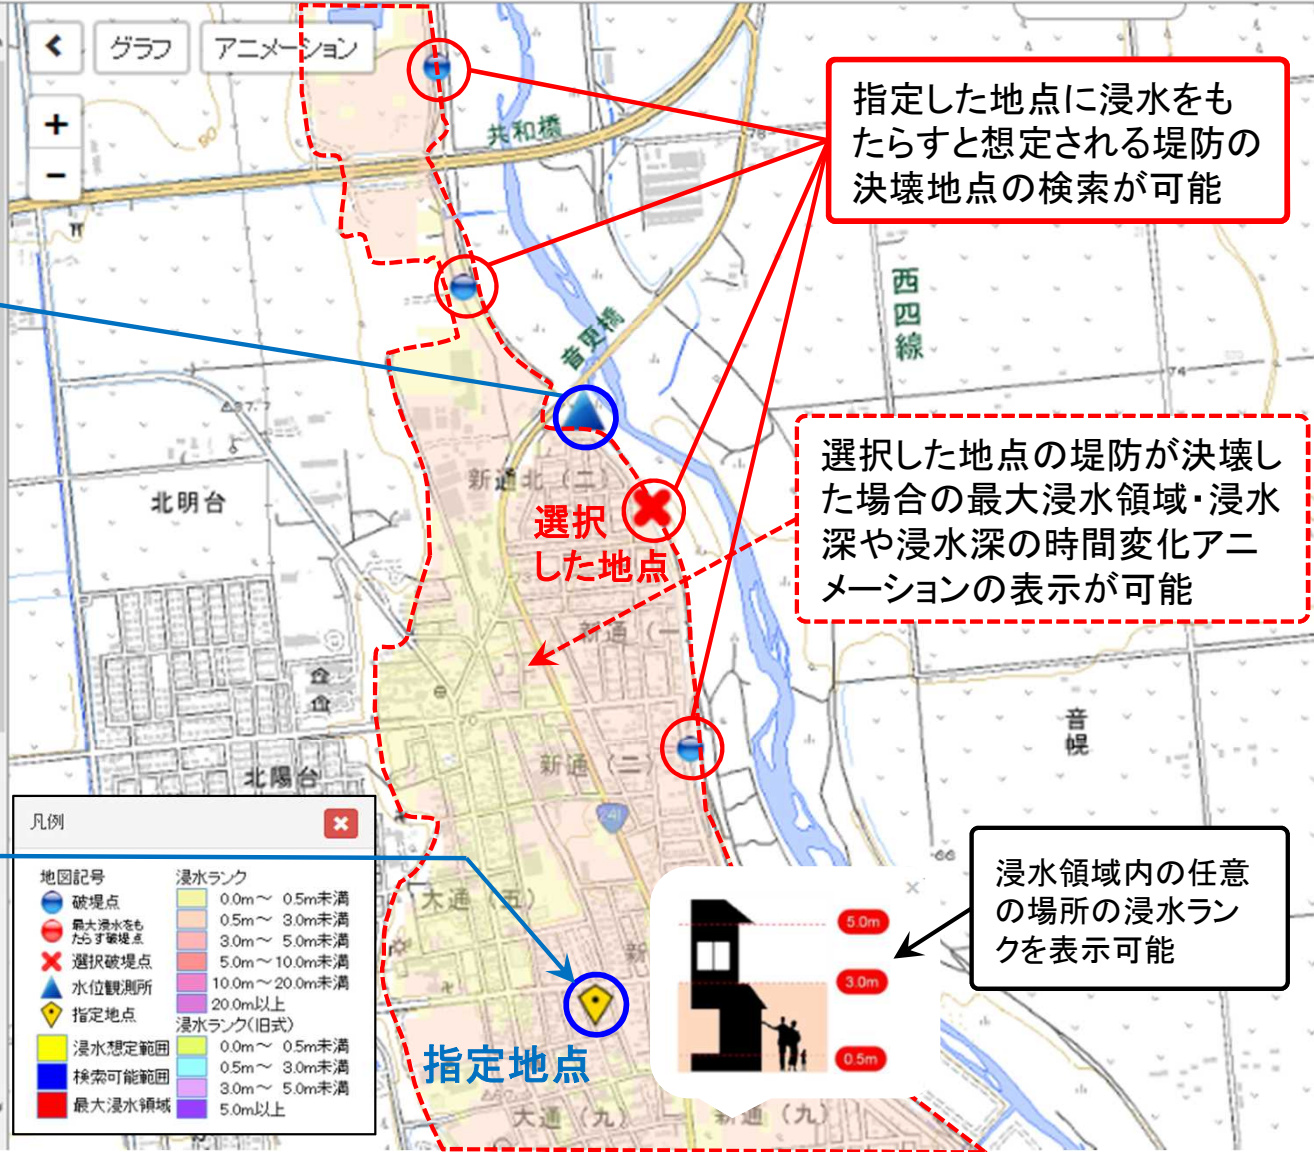 グラフ
アニメーション
+
−
共和橋
90
78
指定した地点に浸水をも
たらすと想定される堤防の
決壊地点の検索が可能
西四線
音更橋
74
97.7
選択した地点の堤防が決壊し
た場合の最大浸水領域・浸水
深や浸水深の時間変化アニ
メーションの表示が可能
新通北（二）
北明台
選択
した地点
新通（一）
音幌
新通（二）
北陽台
241
66
凡例
地図記号
破堤点
最大浸水をも
たらす破堤点
選択破堤点
水位観測所
指定地点
浸水想定範囲
検索可能範囲
最大浸水領域
浸水ランク
0.0m～ 0.5m未満
0.5m～ 3.0m未満
3.0m～ 5.0m未満
5.0m～10.0m未満
10.0m～20.0m未満
20.0m以上
浸水ランク(旧式)
0.0m～ 0.5m未満
0.5m～ 3.0m未満
3.0m～ 5.0m未満
5.0m以上
大通（五）
新
指定地点
5.0m
3.0m
0.5m
浸水領域内の任意
の場所の浸水ラン
クを表示可能
大通（九）
新通（九）